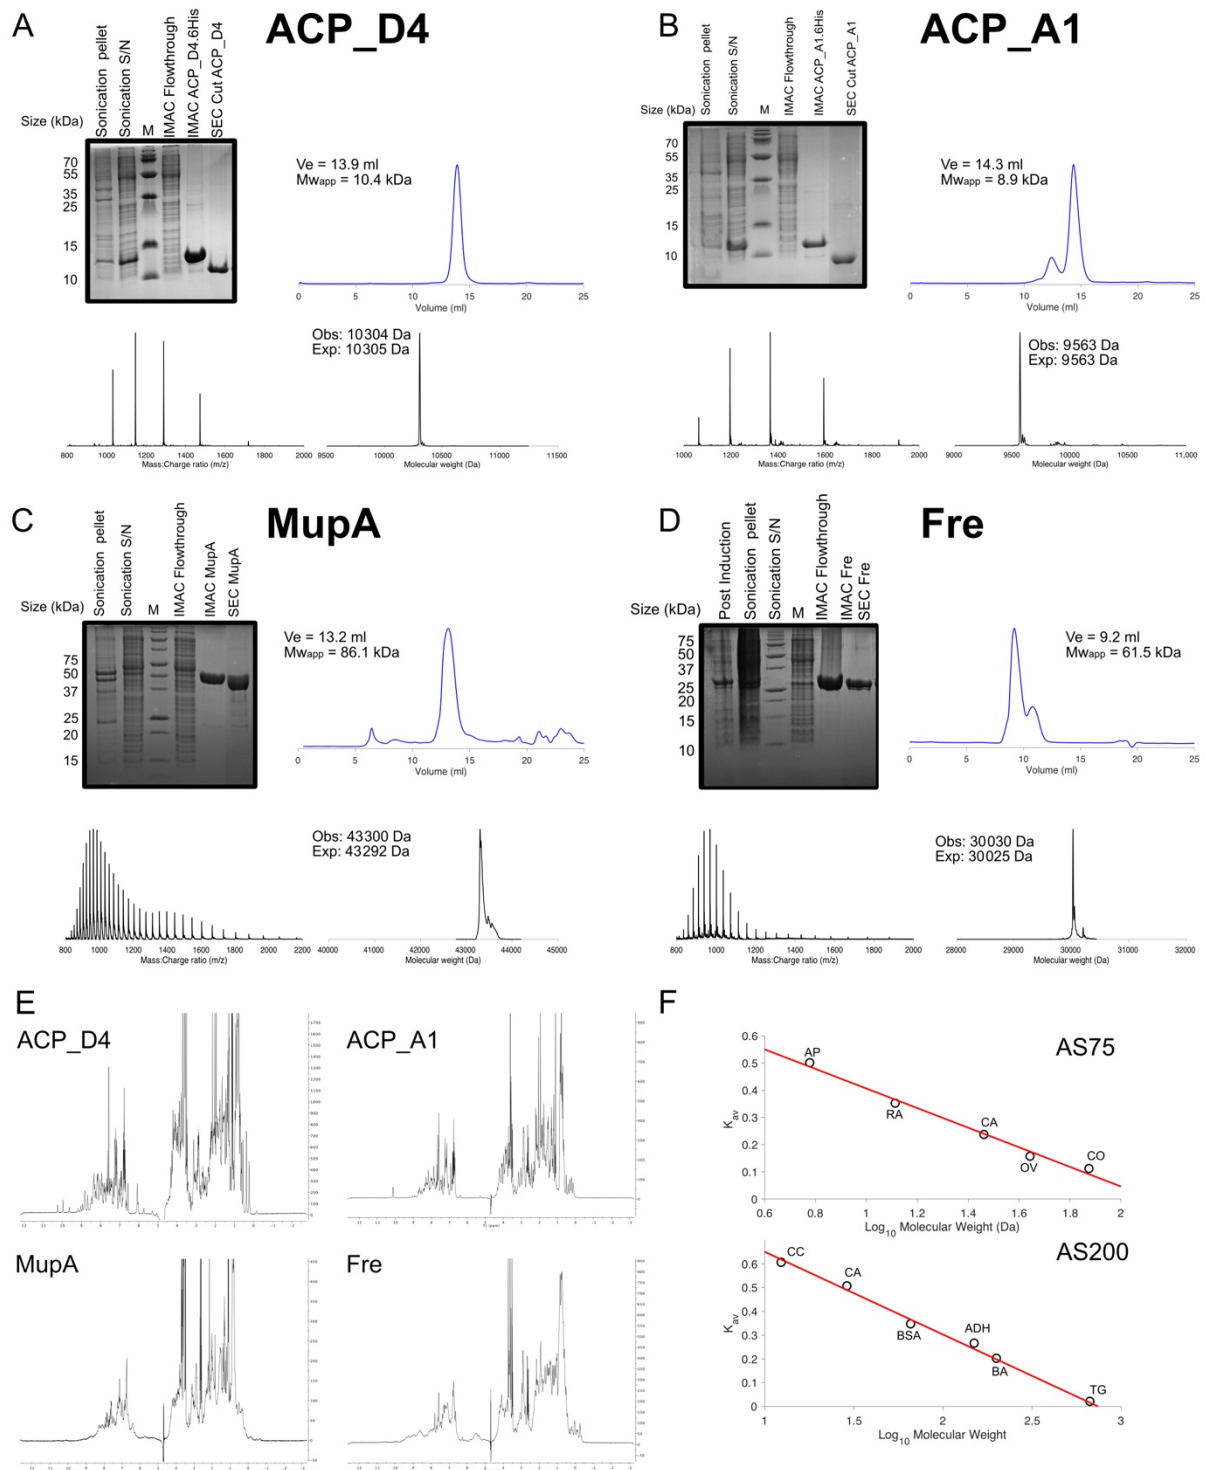 A
ACP_D4
Sonication pellet
Sonication S/N
M
IMAC Flowthrough
IMAC ACP_D4.6His
SEC Cut ACP_D4
Size (kDa)
70
55
35
25
15
10
Ve = 13.9 ml
Mwapp = 10.4 kDa
0 5 10 15 20 25
Volume (ml)
800 1000 1200 1400 1600 1800 2000
Mass:Charge ratio (m/z)
Obs: 10304 Da
Exp: 10305 Da
9500 10000 10500 11000 11500
Molecular weight (Da)
B
ACP_A1
Sonication pellet
Sonication S/N
M
IMAC Flowthrough
IMAC ACP_A1.6His
SEC Cut ACP_A1
Size (kDa)
70
55
35
25
15
10
Ve = 14.3 ml
Mwapp = 8.9 kDa
0 5 10 15 20 25
Volume (ml)
1000 1200 1400 1600 1800 2000
Mass:Charge ratio (m/z)
Obs: 9563 Da
Exp: 9563 Da
9000 9500 10000 10500 11,000
Molecular weight (Da)
C
MupA
Sonication pellet
Sonication S/N
M
IMAC Flowthrough
IMAC MupA
SEC MupA
Size (kDa)
75
50
37
25
20
15
Ve = 13.2 ml
Mwapp = 86.1 kDa
0 5 10 15 20 25
Volume (ml)
800 1000 1200 1400 1600 1800 2000 2200
Mass:Charge ratio (m/z)
Obs: 43300 Da
Exp: 43292 Da
40000 41000 42000 43000 44000 45000
Molecular weight (Da)
D
Fre
Post Induction
Sonication pellet
Sonication S/N
M
IMAC Flowthrough
IMAC Fre
SEC Fre
Size (kDa)
75
50
37
25
20
15
10
Ve = 9.2 ml
Mwapp = 61.5 kDa
0 5 10 15 20 25
Volume (ml)
800 1000 1200 1400 1600 1800 2000
Mass:Charge ratio (m/z)
Obs: 30030 Da
Exp: 30025 Da
28000 29000 30000 31000 32000
Molecular weight (Da)
E
ACP_D4
ACP_A1
MupA
Fre
F
AS75
0.6
0.5
0.4
0.3
0.2
0.1
0
Kav
AP
RA
CA
OV
CO
0.6 0.8 1 1.2 1.4 1.6 1.8 2
Log10 Molecular Weight (Da)
AS200
0.6
0.5
0.4
0.3
0.2
0.1
0
Kav
CC
CA
BSA
ADH
BA
TG
1 1.5 2 2.5 3
Log10 Molecular Weight